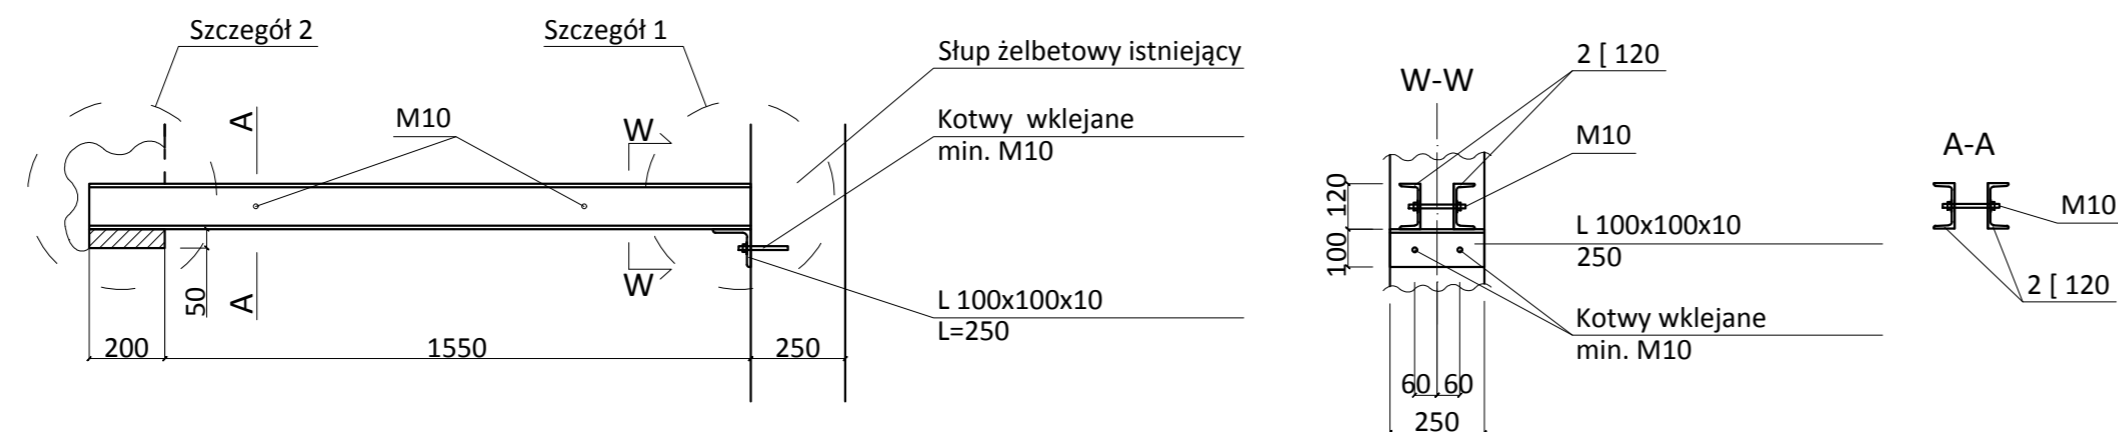 Szczegół 2
Szczegół 1
Słup żelbetowy istniejący
Kotwy wklejane
min. M10
A
M10
W
W
A
50
L 100x100x10
L=250
200
1550
250
W-W
2 [ 120
M10
120
100
L 100x100x10
250
Kotwy wklejane
min. M10
60
60
250
A-A
M10
2 [ 120